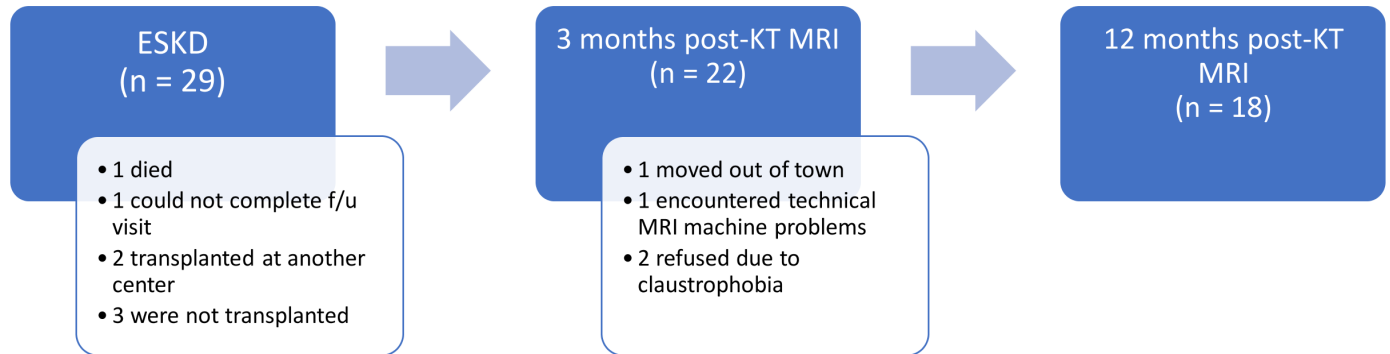 ESKD
(n = 29)
• 1 died
• 1 could not complete f/u
visit
• 2 transplanted at another
center
• 3 were not transplanted
3 months post-KT MRI
(n = 22)
• 1 moved out of town
• 1 encountered technical
MRI machine problems
• 2 refused due to
claustrophobia
12 months post-KT
MRI
(n = 18)